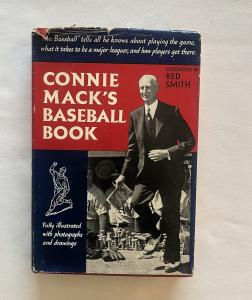 "Mr. Baseball" tells all he knows about playing the game,
what it takes to be a major leaguer, and how players get there.
FOREWORD BY
RED
SMITH
CONNIE
MACK'S
BASEBALL
BOOK
Fully illustrated
with photographs
and drawings